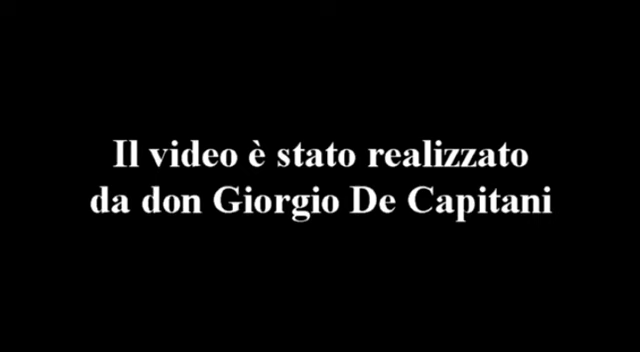 Il video è stato realizzato
da don Giorgio De Capitani